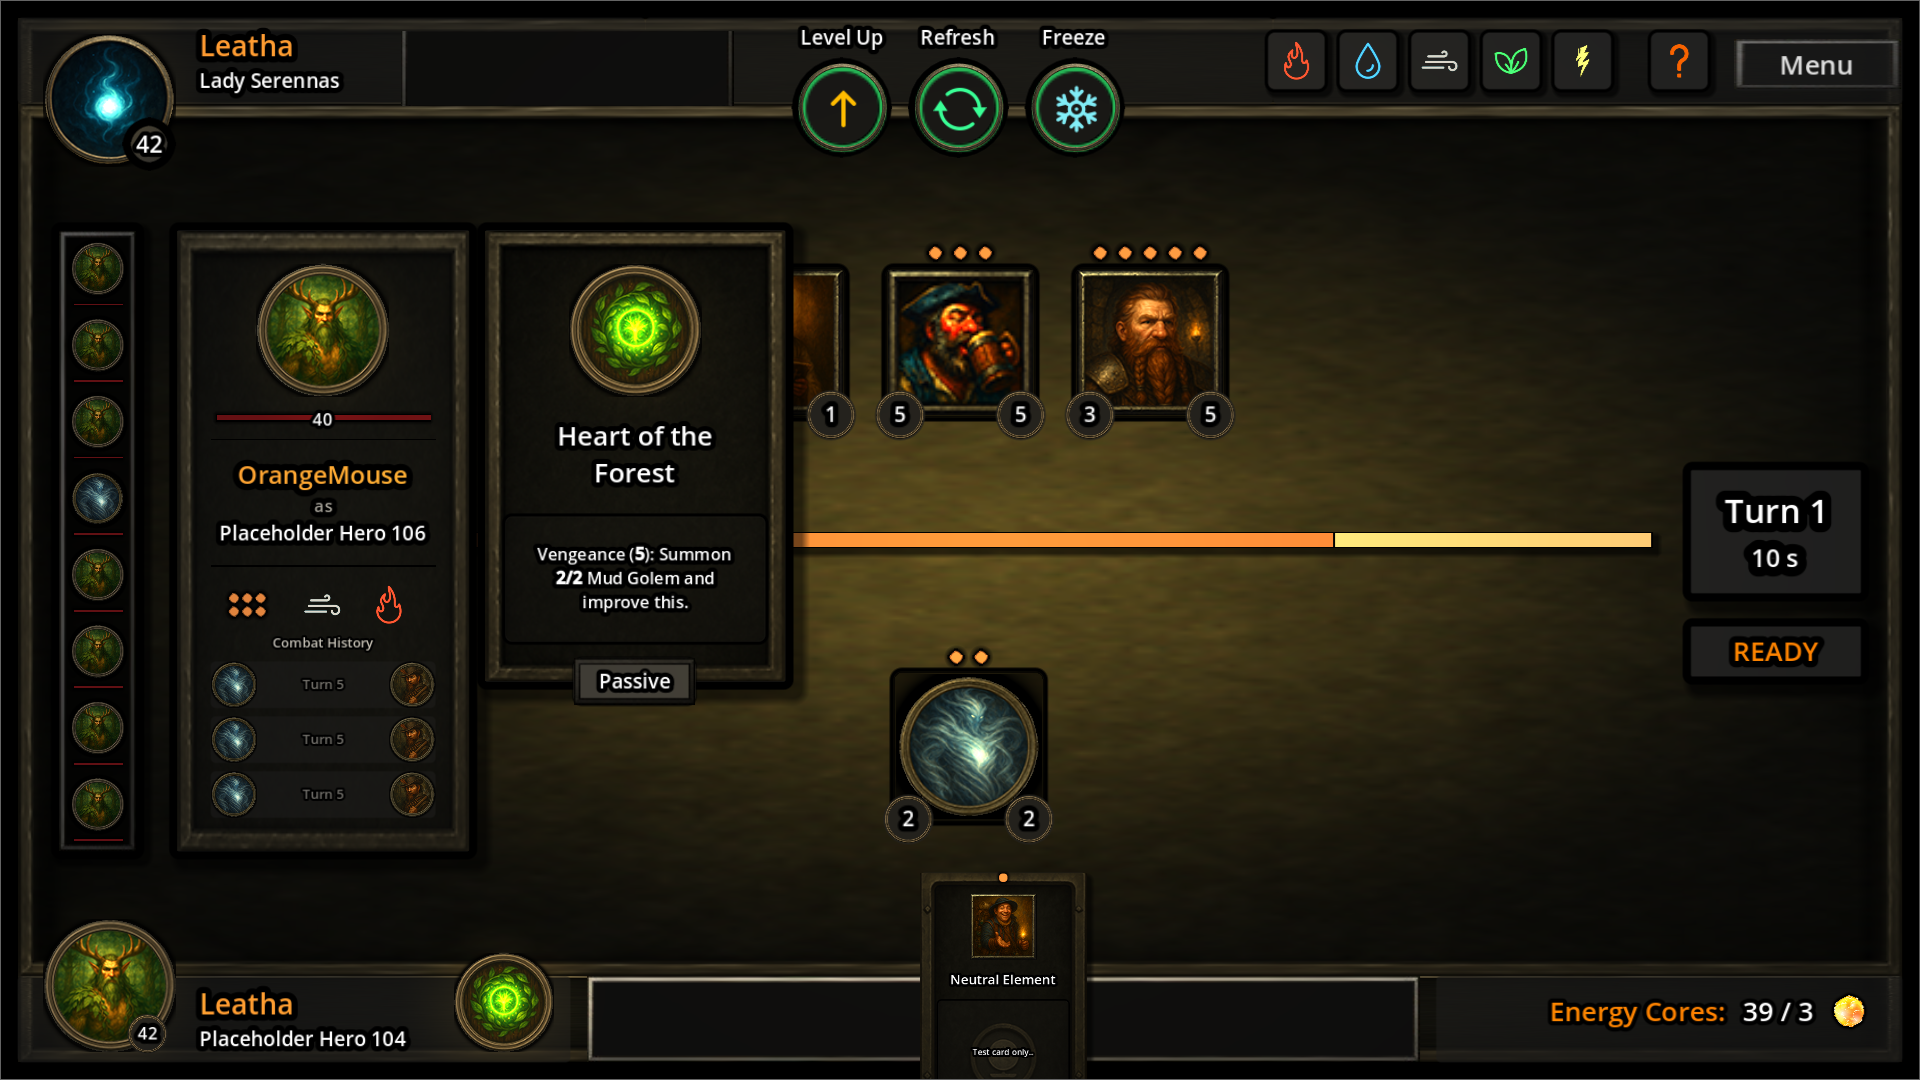 Leatha
Lady Serennas
42
Level Up
Refresh
Freeze
?
Menu
40
OrangeMouse
as
Placeholder Hero 106
Combat History
Turn 5
Turn 5
Turn 5
Heart of the
Forest
Vengeance (5): Summon
2/2 Mud Golem and
improve this.
Passive
1
5
5
3
5
Turn 1
10 s
READY
2
2
Neutral Element
Test card only..
42
Leatha
Placeholder Hero 104
Energy Cores: 39 / 3